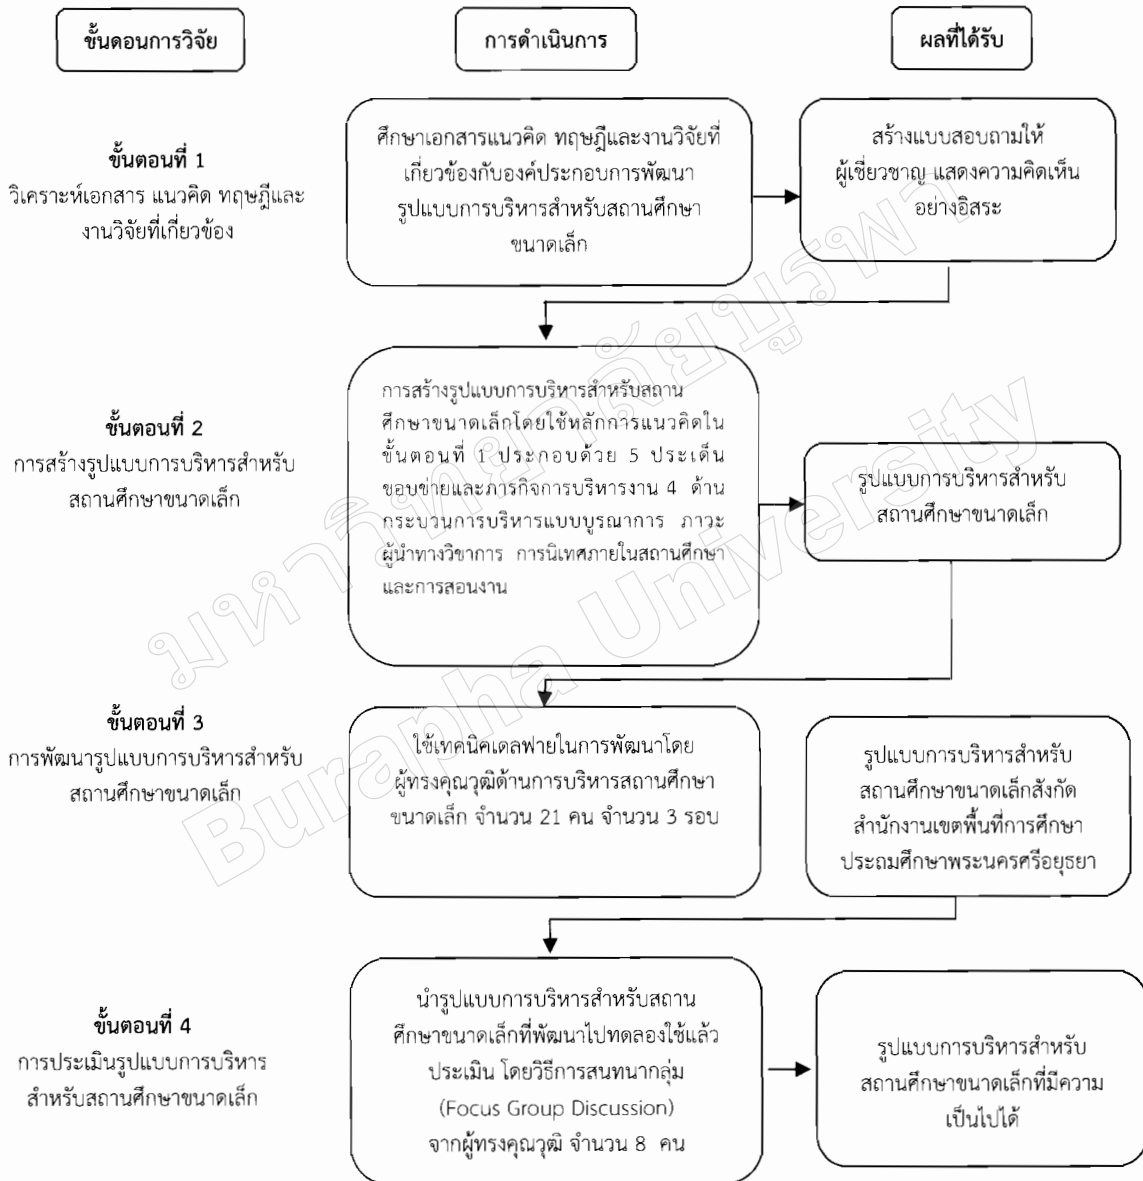 ขั้นตอนการวิจัย
การดำเนินการ
ผลที่ได้รับ
ขั้นตอนที่ 1
วิเคราะห์เอกสาร แนวคิด ทฤษฎีและ
งานวิจัยที่เกี่ยวข้อง
ศึกษาเอกสารแนวคิด ทฤษฎีและงานวิจัยที่
เกี่ยวข้องกับองค์ประกอบการพัฒนา
รูปแบบการบริหารสำหรับสถานศึกษา
ขนาดเล็ก
สร้างแบบสอบถามให้
ผู้เชี่ยวชาญ แสดงความคิดเห็น
อย่างอิสระ
ขั้นตอนที่ 2
การสร้างรูปแบบการบริหารสำหรับ
สถานศึกษาขนาดเล็ก
การสร้างรูปแบบการบริหารสำหรับสถาน
ศึกษาขนาดเล็กโดยใช้หลักการแนวคิดใน
ขั้นตอนที่ 1 ประกอบด้วย 5 ประเด็น
ขอบข่ายและภารกิจการบริหารงาน 4 ด้าน
กระบวนการบริหารแบบบูรณาการ ภาวะ
ผู้นำทางวิชาการ การนิเทศภายในสถานศึกษา
และการสอนงาน
รูปแบบการบริหารสำหรับ
สถานศึกษาขนาดเล็ก
ขั้นตอนที่ 3
การพัฒนารูปแบบการบริหารสำหรับ
สถานศึกษาขนาดเล็ก
ใช้เทคนิคเดลฟายในการพัฒนาโดย
ผู้ทรงคุณวุฒิด้านการบริหารสถานศึกษา
ขนาดเล็ก จำนวน 21 คน จำนวน 3 รอบ
รูปแบบการบริหารสำหรับ
สถานศึกษาขนาดเล็กสังกัด
สำนักงานเขตพื้นที่การศึกษา
ประถมศึกษาพระนครศรีอยุธยา
ขั้นตอนที่ 4
การประเมินรูปแบบการบริหาร
สำหรับสถานศึกษาขนาดเล็ก
นำรูปแบบการบริหารสำหรับสถาน
ศึกษาขนาดเล็กที่พัฒนาไปทดลองใช้แล้ว
ประเมิน โดยวิธีการสนทนากลุ่ม
(Focus Group Discussion)
จากผู้ทรงคุณวุฒิ จำนวน 8 คน
รูปแบบการบริหารสำหรับ
สถานศึกษาขนาดเล็กที่มีความ
เป็นไปได้
มหาวิทยาลัยบูรพา
Burapha University